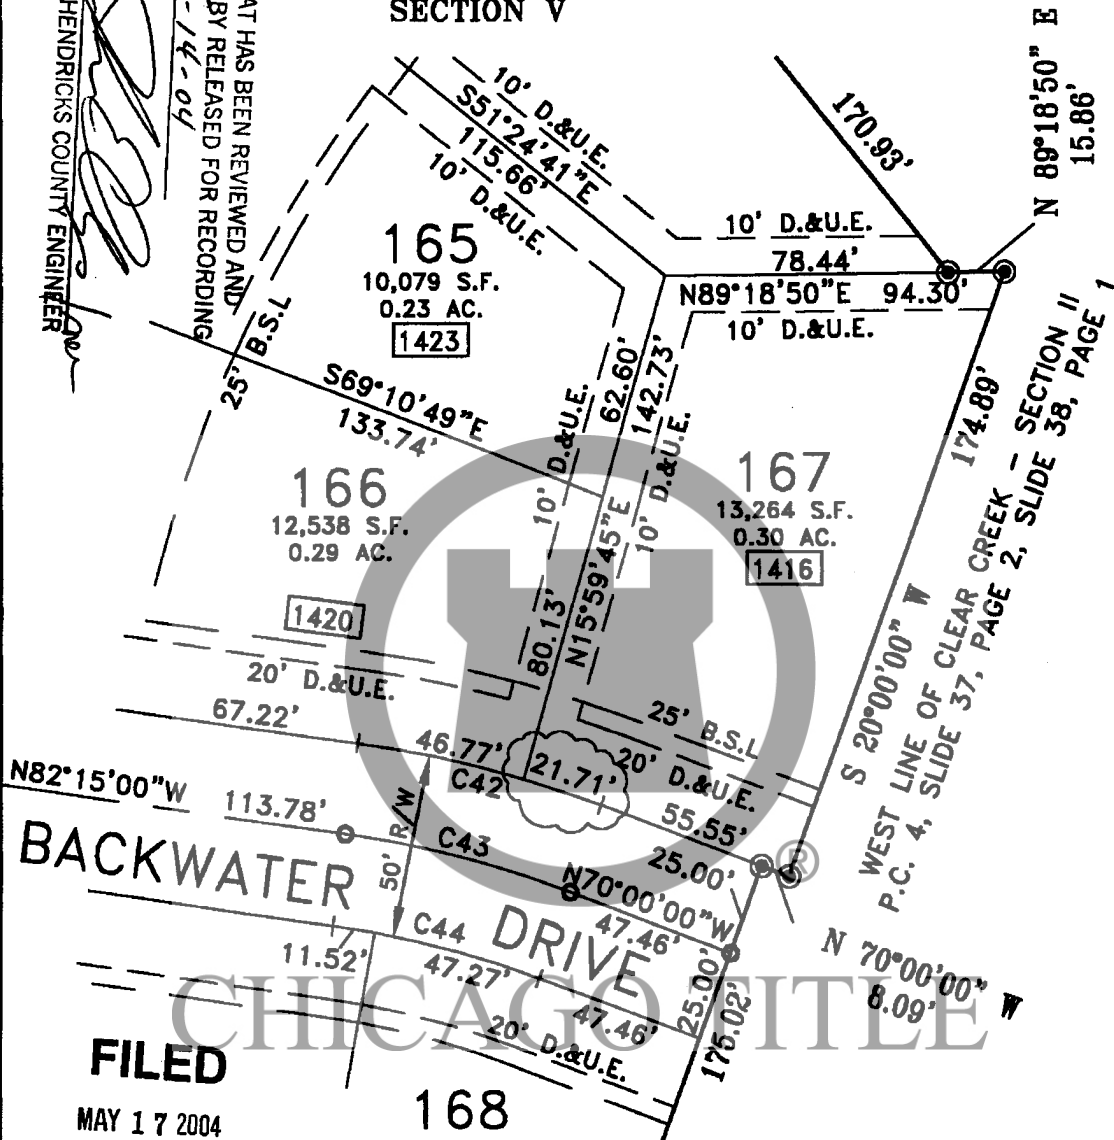 SECTION V
AT HAS BEEN REVIEWED AND
BY RELEASED FOR RECORDING
-14-04
HENDRICKS COUNTY ENGINEER
10' D.&U.E.
S51°24'41"E
115.66'
10' D.&U.E.
170.93'
N 89°18'50" E
15.86'
165
10,079 S.F.
0.23 AC.
1423
10' D.&U.E.
78.44'
N89°18'50"E 94.30'
10' D.&U.E.
25' B.S.L
S69°10'49"E
133.74'
62.60'
142.73'
10' D.&U.E.
10' D.&U.E.
80.13'
N15°59'45"E
166
12,538 S.F.
0.29 AC.
1420
167
13,264 S.F.
0.30 AC.
1416
174.89'
S 20°00'00" W
WEST LINE OF CLEAR CREEK - SECTION II
P.C. 4, SLIDE 37, PAGE 2, SLIDE 38, PAGE 1
20' D.&U.E.
67.22'
46.77'
C42
21.71'
25' B.S.L
20' D.&U.E.
55.55'
N82°15'00"W
113.78'
50' R/W
C43
25.00'
N70°00'00"W
47.46'
®
BACKWATER DRIVE
N 70°00'00" W
8.09'
11.52'
C44
47.27'
47.46'
25.00'
175.02'
20' D.&U.E.
CHICAGO TITLE
FILED
MAY 17 2004
168